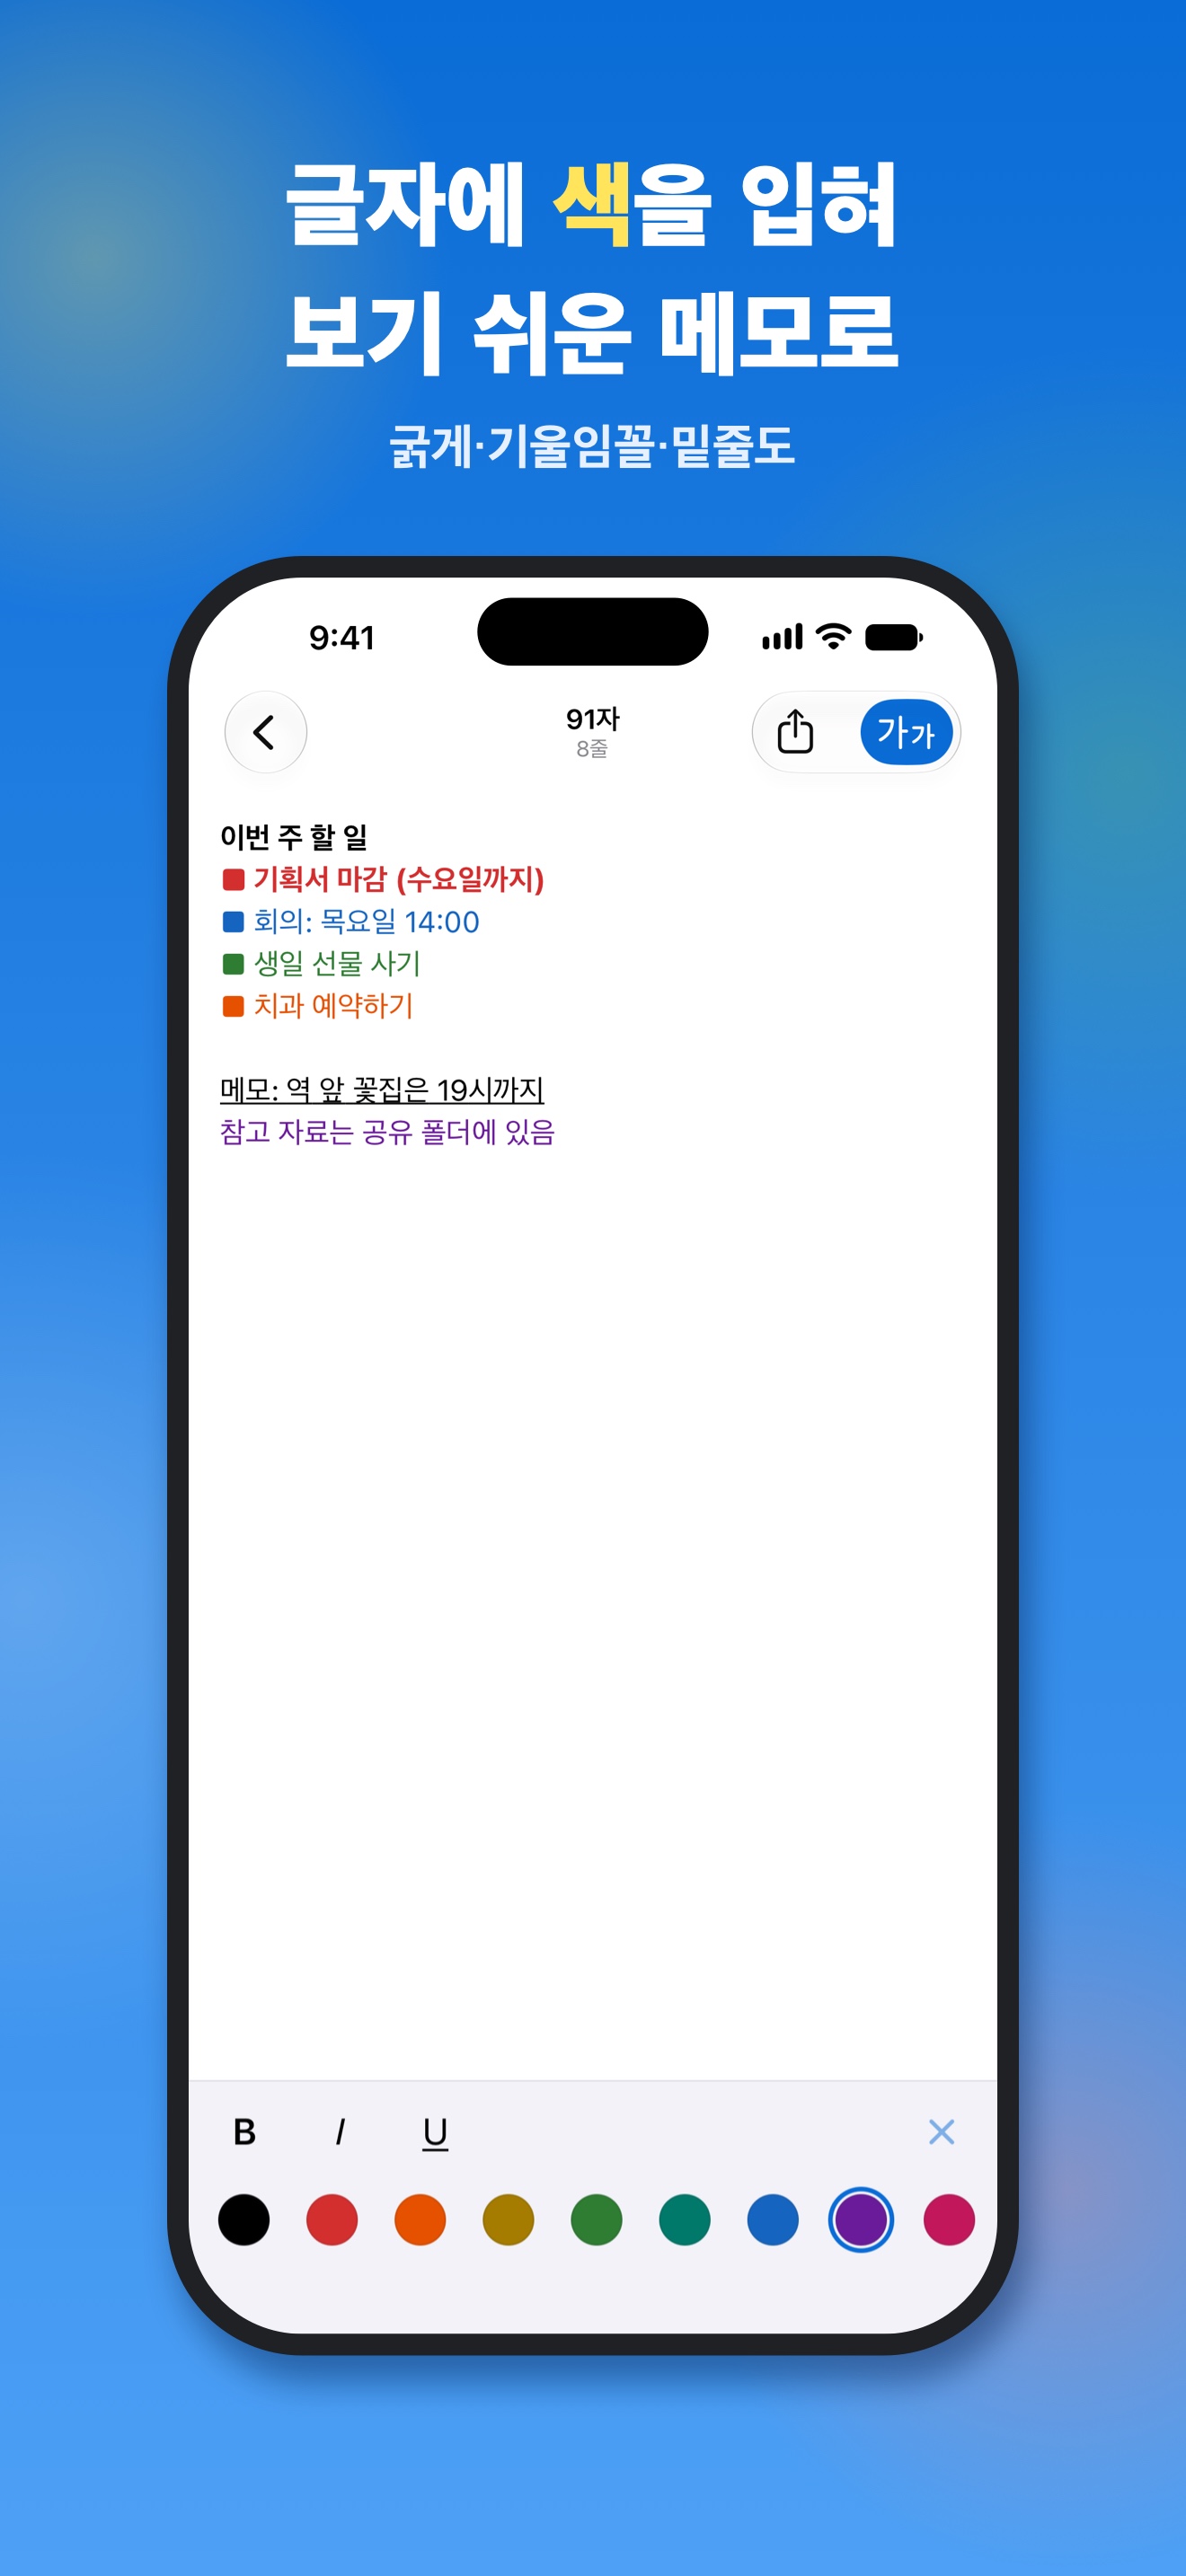 글자에 색을 입혀
보기 쉬운 메모로
굵게·기울임꼴·밑줄도
9:41
91자
8줄
가가
이번 주 할 일
■ 기획서 마감 (수요일까지)
■ 회의: 목요일 14:00
■ 생일 선물 사기
■ 치과 예약하기
메모: 역 앞 꽃집은 19시까지
참고 자료는 공유 폴더에 있음
B I U